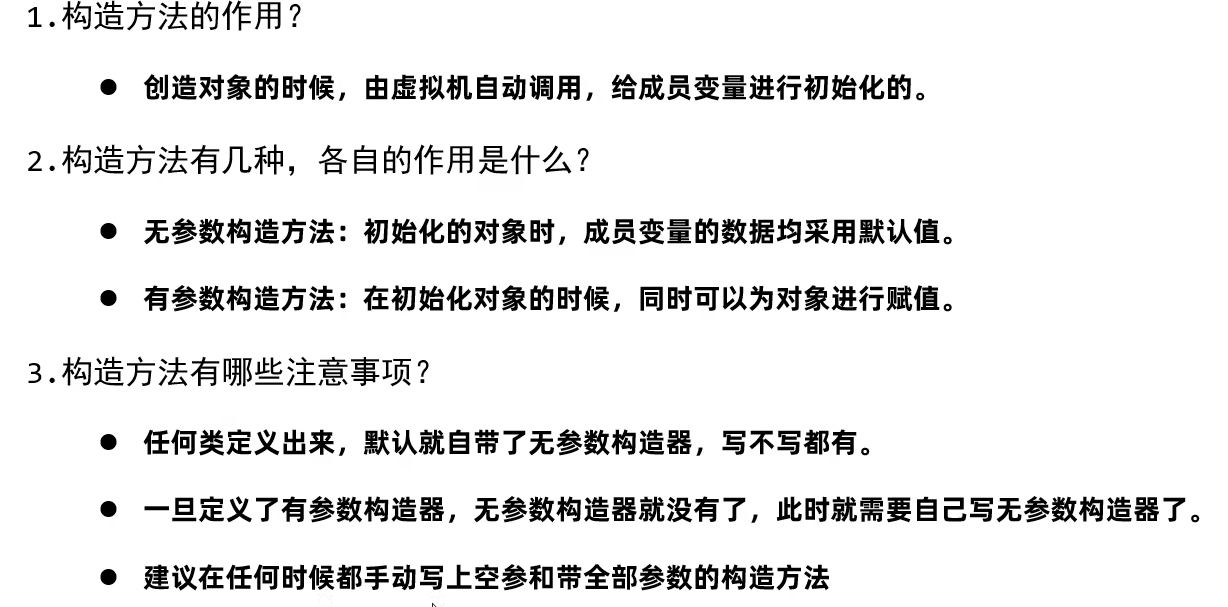 1.构造方法的作用？
● 创造对象的时候，由虚拟机自动调用，给成员变量进行初始化的。
2.构造方法有几种，各自的作用是什么？
● 无参数构造方法：初始化的对象时，成员变量的数据均采用默认值。
● 有参数构造方法：在初始化对象的时候，同时可以为对象进行赋值。
3.构造方法有哪些注意事项？
● 任何类定义出来，默认就自带了无参数构造器，写不写都有。
● 一旦定义了有参数构造器，无参数构造器就没有了，此时就需要自己写无参数构造器了。
● 建议在任何时候都手动写上空参和带全部参数的构造方法